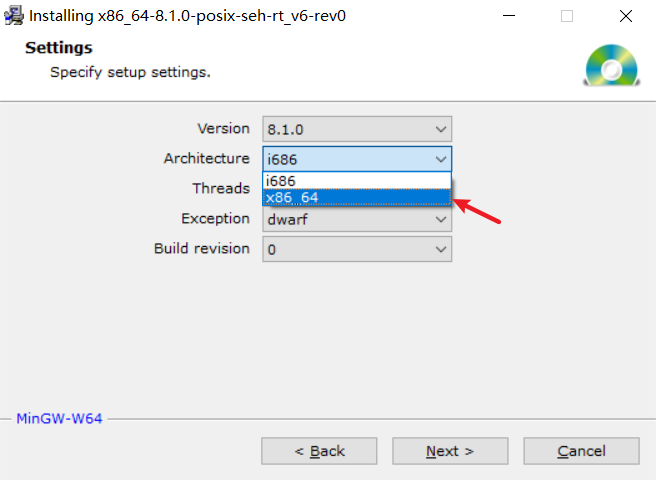 Installing x86_64-8.1.0-posix-seh-rt_v6-rev0
Settings
Specify setup settings.
Version 8.1.0
Architecture i686
i686
x86_64
Threads
Exception dwarf
Build revision 0
MinGW-W64
< Back Next > Cancel